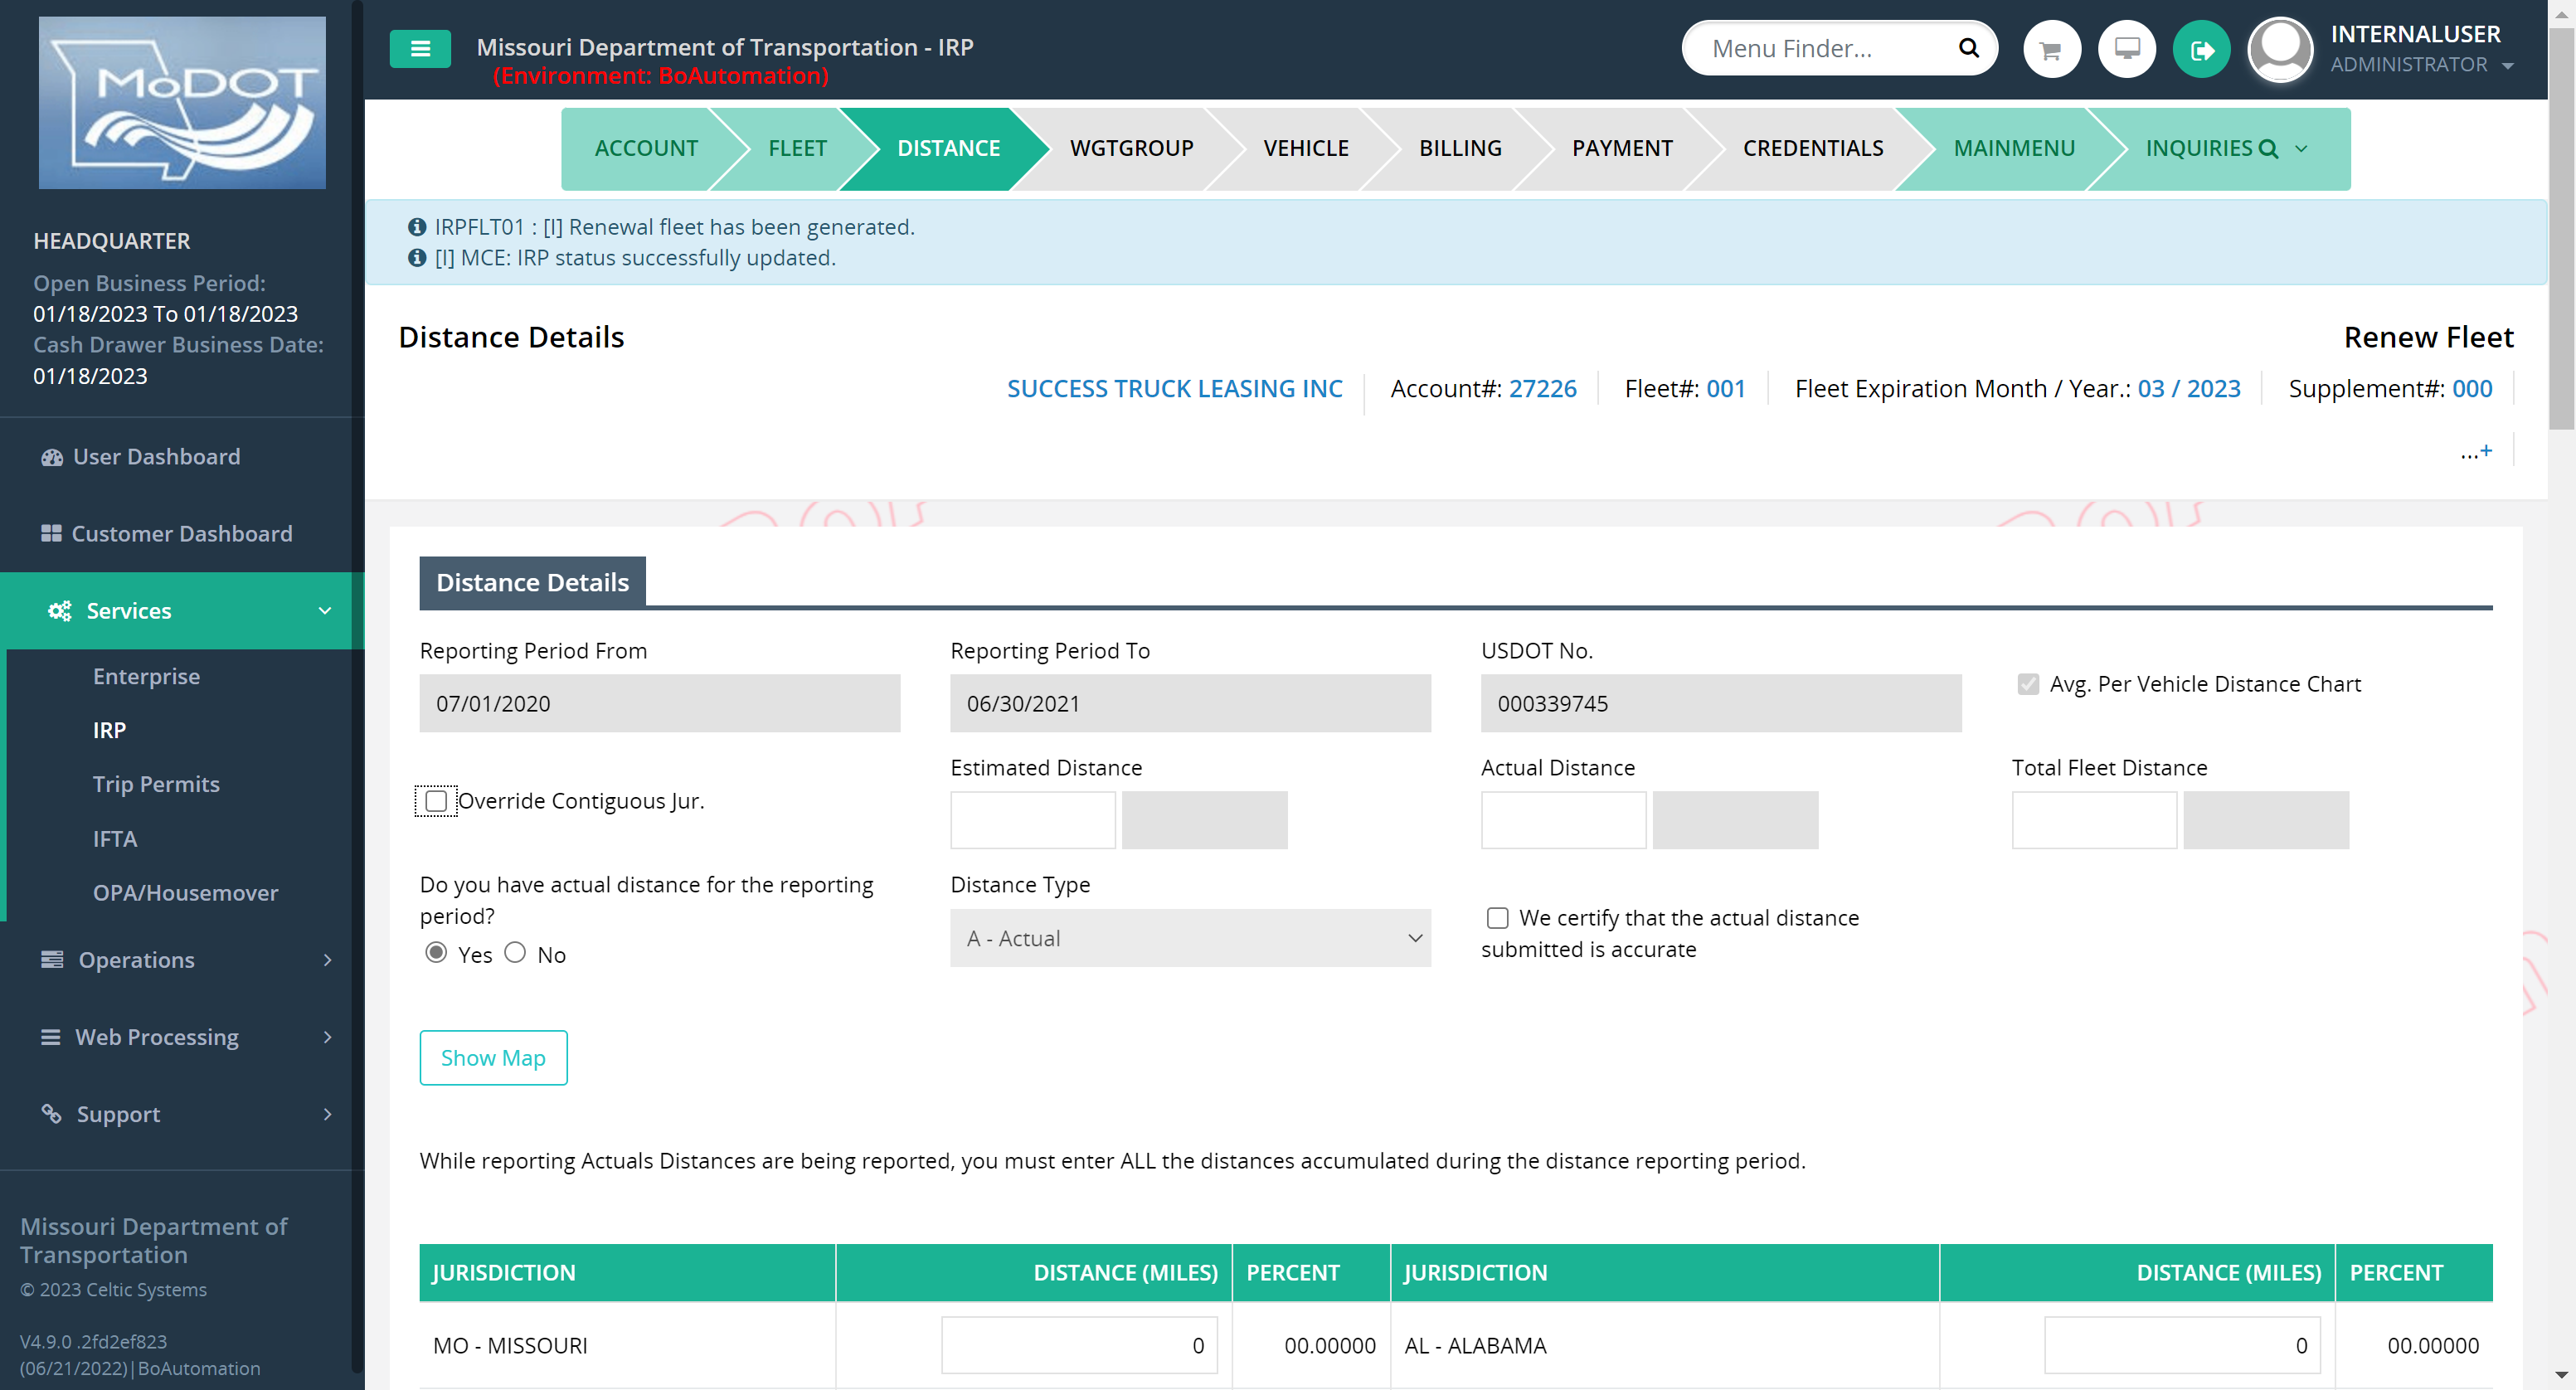 MoDOT
HEADQUARTER
Open Business Period:
01/18/2023 To 01/18/2023
Cash Drawer Business Date:
01/18/2023
User Dashboard
Customer Dashboard
Services
Enterprise
IRP
Trip Permits
IFTA
OPA/Housemover
Operations
Web Processing
Support
Missouri Department of
Transportation
© 2023 Celtic Systems
V4.9.0 .2fd2ef823
(06/21/2022)|BoAutomation
Missouri Department of Transportation - IRP
(Environment: BoAutomation)
Menu Finder...
INTERNALUSER
ADMINISTRATOR
ACCOUNT FLEET DISTANCE WGTGROUP VEHICLE BILLING PAYMENT CREDENTIALS MAINMENU INQUIRIES
IRPFLT01 : [I] Renewal fleet has been generated.
[I] MCE: IRP status successfully updated.
Distance Details Renew Fleet
SUCCESS TRUCK LEASING INC Account#: 27226 Fleet#: 001 Fleet Expiration Month / Year.: 03 / 2023 Supplement#: 000
...+
Distance Details
Reporting Period From Reporting Period To USDOT No.
07/01/2020 06/30/2021 000339745 Avg. Per Vehicle Distance Chart
Override Contiguous Jur. Estimated Distance Actual Distance Total Fleet Distance
Do you have actual distance for the reporting
period?
Yes No
Distance Type
A - Actual
We certify that the actual distance
submitted is accurate
Show Map
While reporting Actuals Distances are being reported, you must enter ALL the distances accumulated during the distance reporting period.
JURISDICTION DISTANCE (MILES) PERCENT JURISDICTION DISTANCE (MILES) PERCENT
MO - MISSOURI 0 00.00000 AL - ALABAMA 0 00.00000